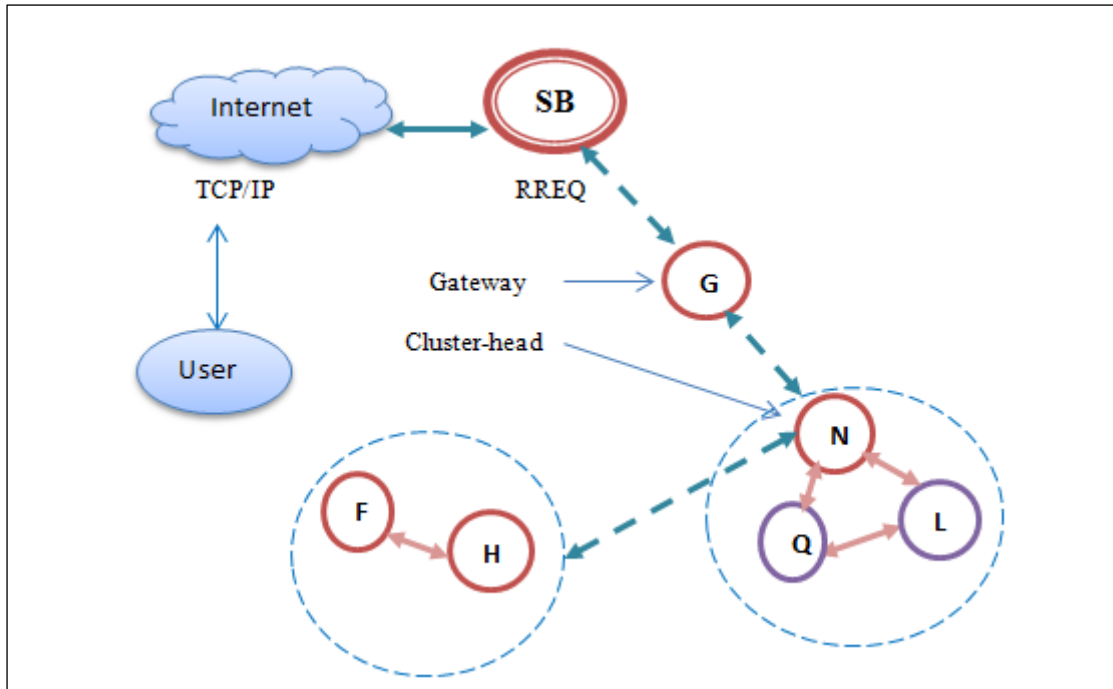 Internet
SB
TCP/IP
RREQ
Gateway
G
Cluster-head
User
N
F
H
Q
L